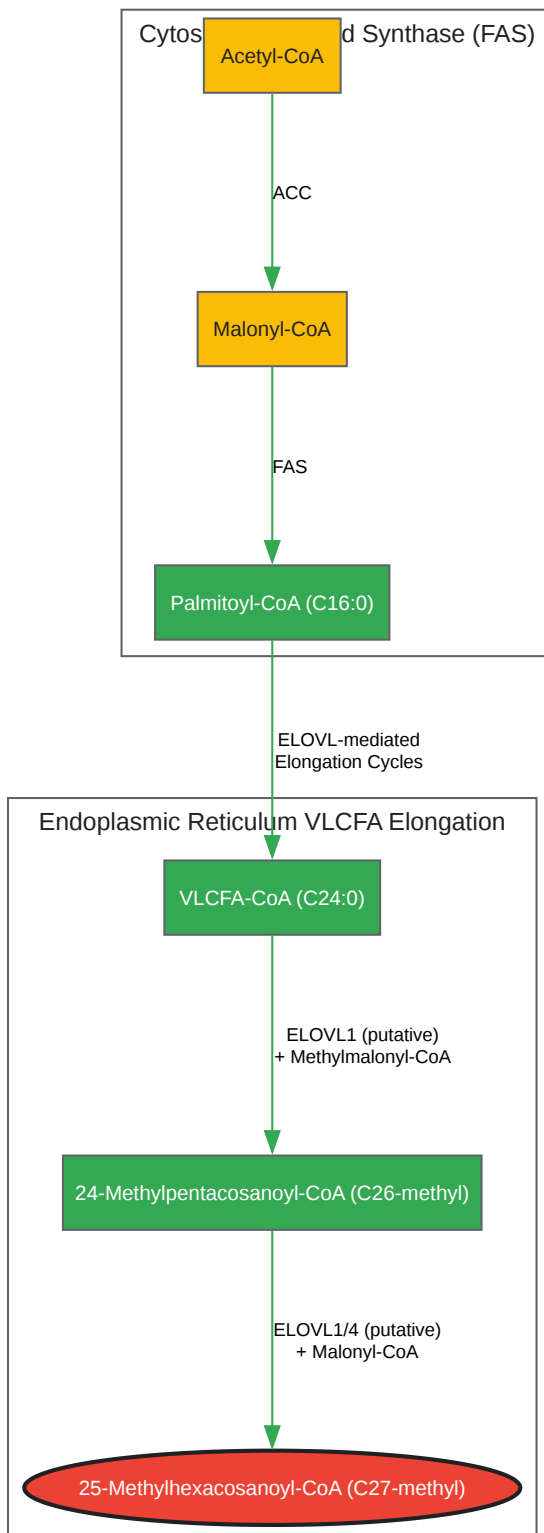 Cytos d Synthase (FAS)
Acetyl-CoA
ACC
Malonyl-CoA
FAS
Palmitoyl-CoA (C16:0)
ELOVL-mediated
Elongation Cycles
Endoplasmic Reticulum VLCFA Elongation
VLCFA-CoA (C24:0)
ELOVL1 (putative)
+ Methylmalonyl-CoA
24-Methylpentacosanoyl-CoA (C26-methyl)
ELOVL1/4 (putative)
+ Malonyl-CoA
25-Methylhexacosanoyl-CoA (C27-methyl)